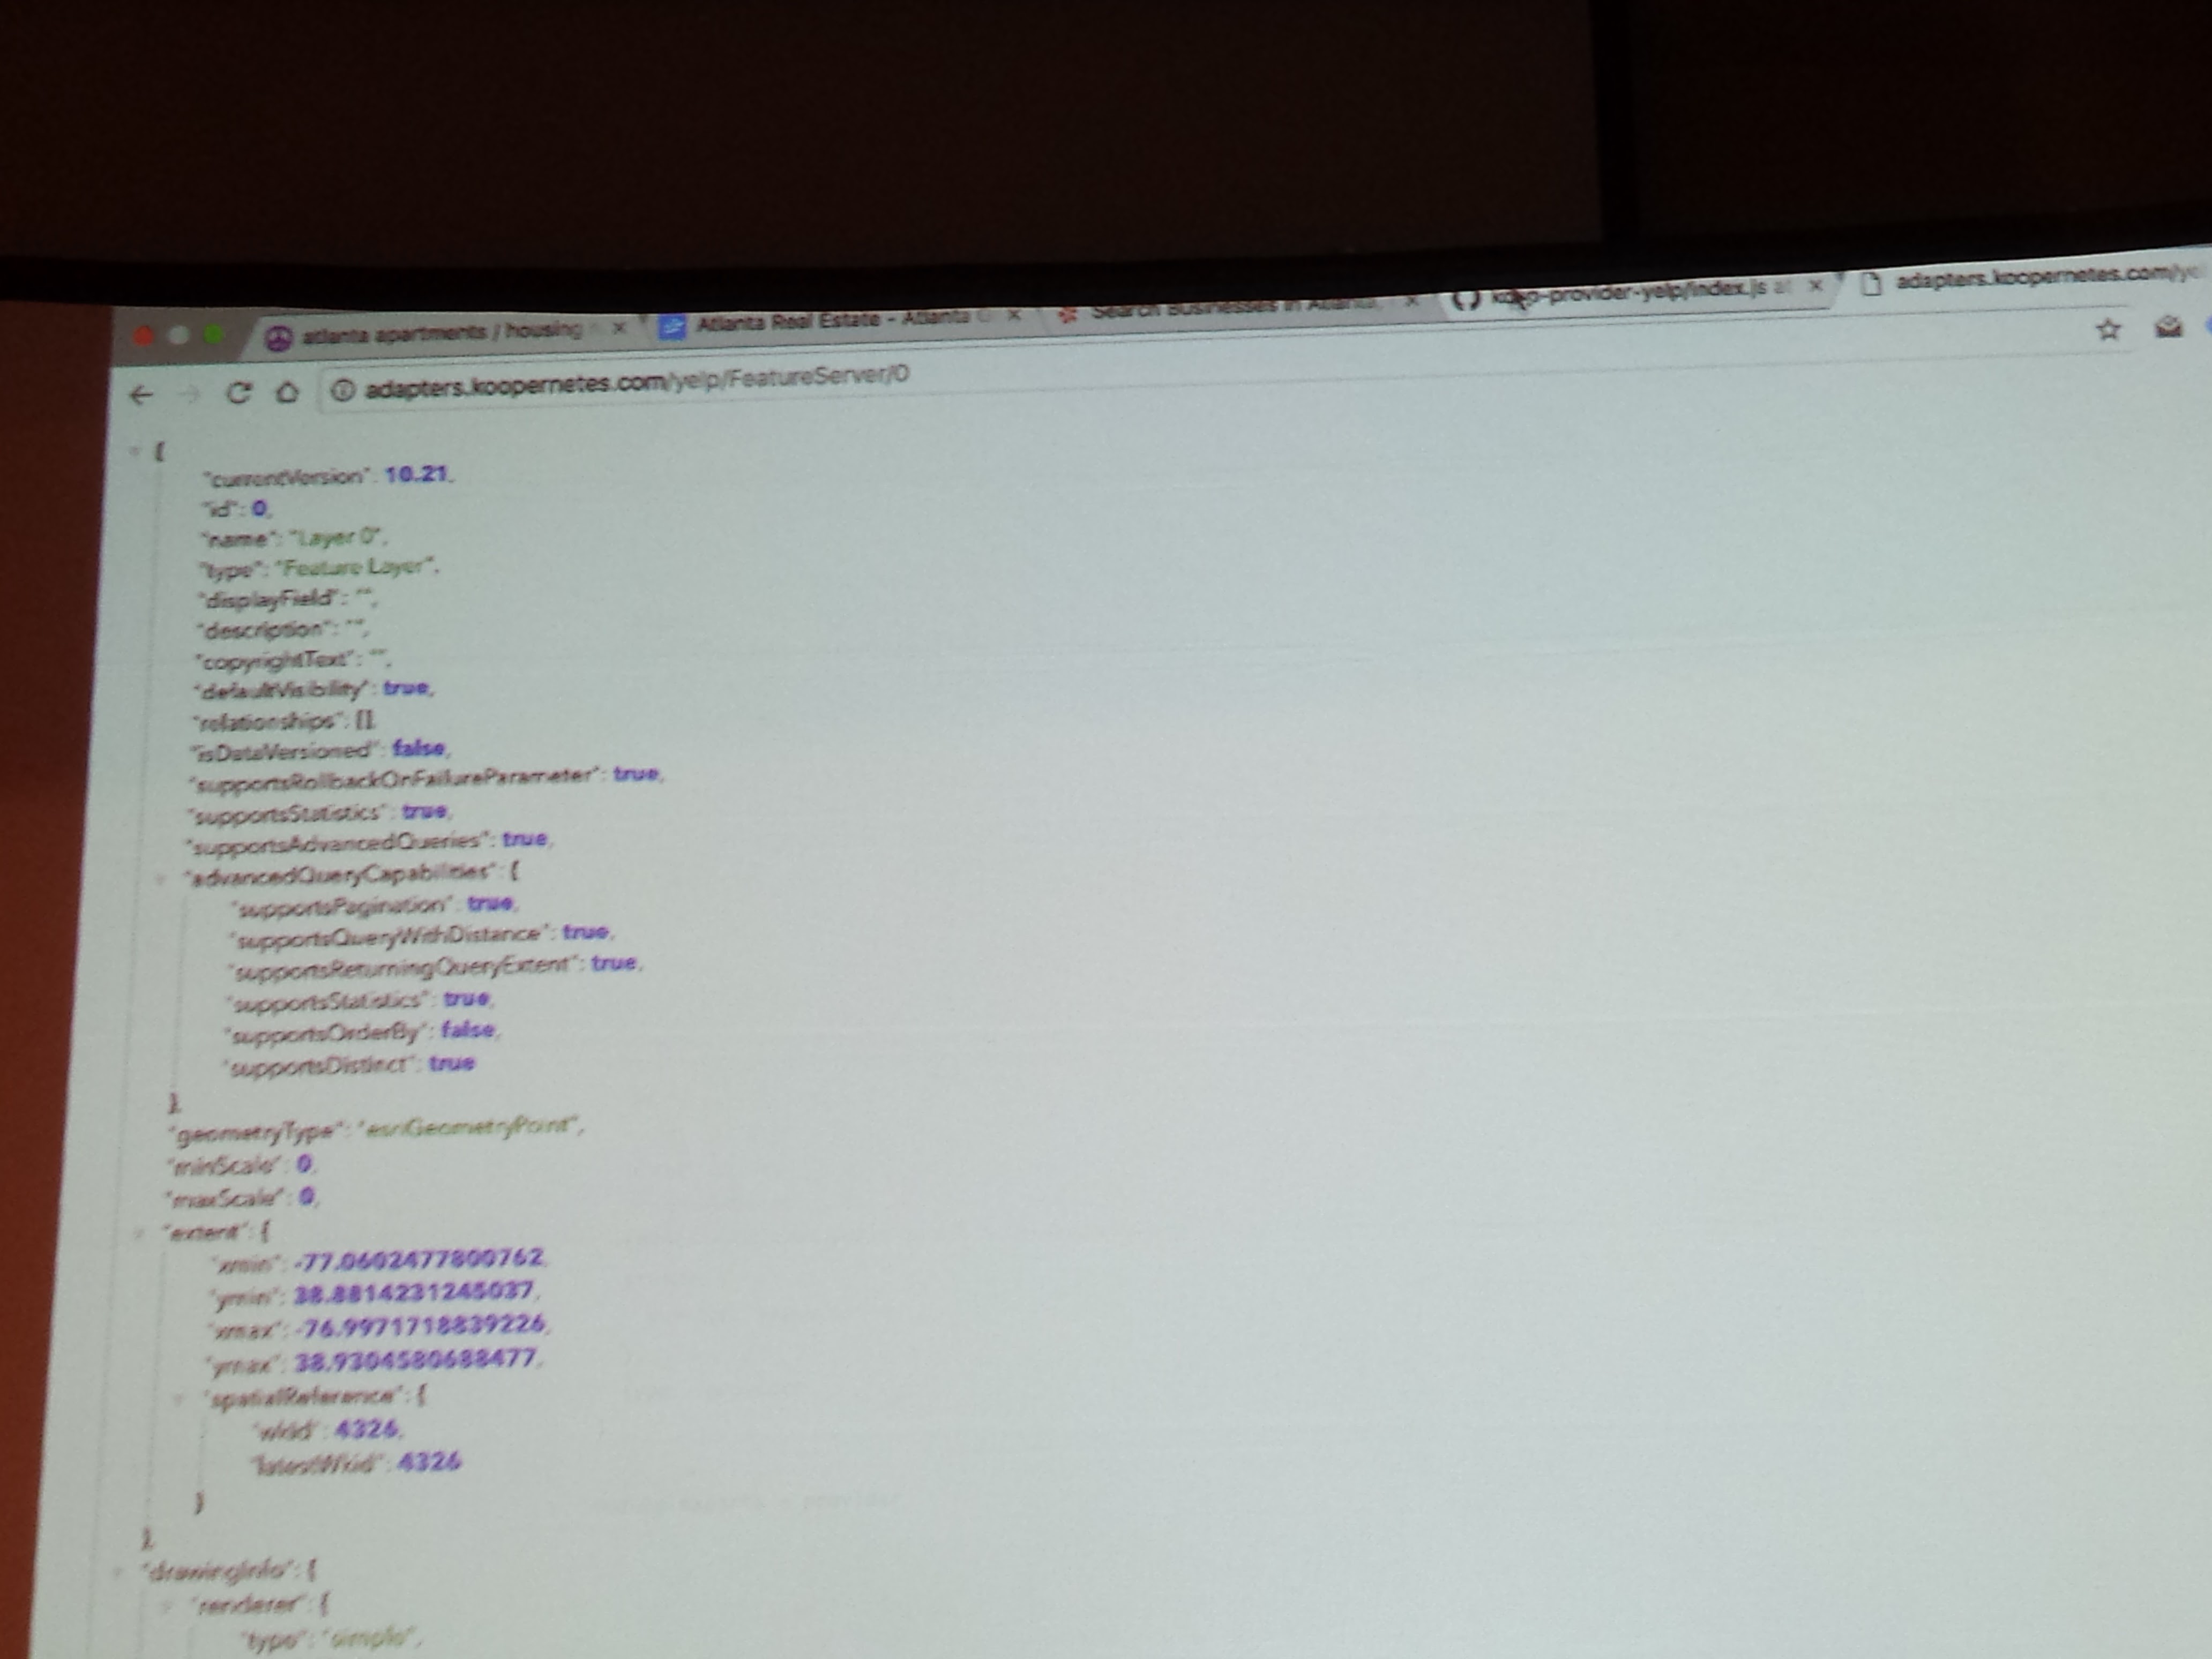 atlanta apartments / housing
Atlanta Real Estate - Atlanta
Search Businesses in Atlanta,
koop-provider-yelp/index.js at
adapters.koopernetes.com/yel
adapters.koopernetes.com/yelp/FeatureServer/0
{
"currentVersion": 10.21,
"id": 0,
"name": "Layer 0",
"type": "Feature Layer",
"displayField": "",
"description": "",
"copyrightText": "",
"defaultVisibility": true,
"relationships": [],
"isDataVersioned": false,
"supportsRollbackOnFailureParameter": true,
"supportsStatistics": true,
"supportsAdvancedQueries": true,
"advancedQueryCapabilities": {
"supportsPagination": true,
"supportsQueryWithDistance": true,
"supportsReturningQueryExtent": true,
"supportsStatistics": true,
"supportsOrderBy": false,
"supportsDistinct": true
},
"geometryType": "esriGeometryPoint",
"minScale": 0,
"maxScale": 0,
"extent": {
"xmin": -77.0602477800762,
"ymin": 38.8814231245037,
"xmax": -76.9971718839226,
"ymax": 38.9304580688477,
"spatialReference": {
"wkid": 4326,
"latestWkid": 4326
}
},
"drawingInfo": {
"renderer": {
"type": "simple",